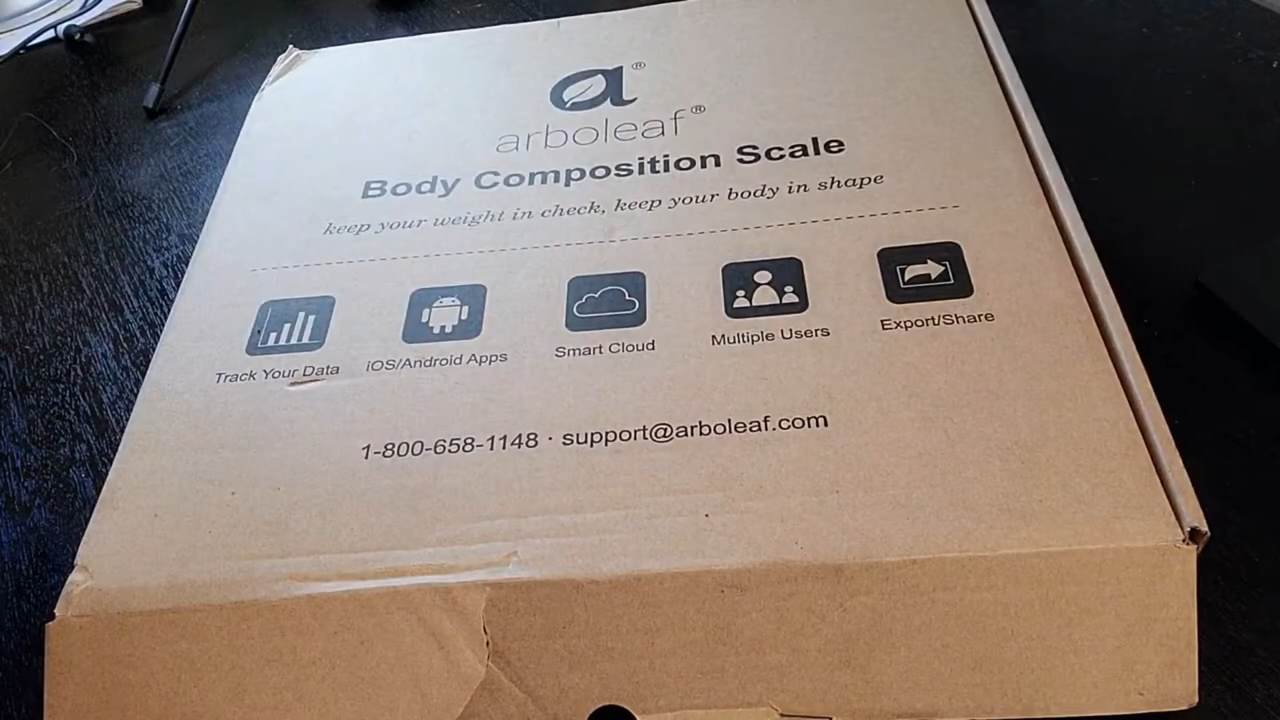 a®
arboleaf®
Body Composition Scale
keep your weight in check, keep your body in shape
Track Your Data
iOS/Android Apps
Smart Cloud
Multiple Users
Export/Share
1-800-658-1148 · support@arboleaf.com